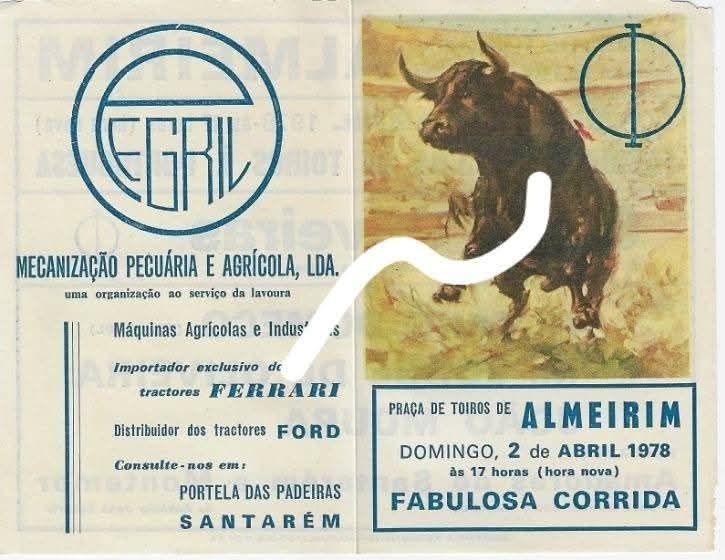 EGRIL
MECANIZAÇÃO PECUÁRIA E AGRÍCOLA, LDA.
uma organização ao serviço da lavoura
Máquinas Agrícolas e
Importador exclusivo
tractores FERRARI
Distribuidor dos tractores FORD
Consulte-nos em:
PORTELA DAS PADEIRAS
SANTARÉM
PRAÇA DE TOIROS DE ALMEIRIM
DOMINGO, 2 de ABRIL 1978
às 17 horas (hora nova)
FABULOSA CORRIDA